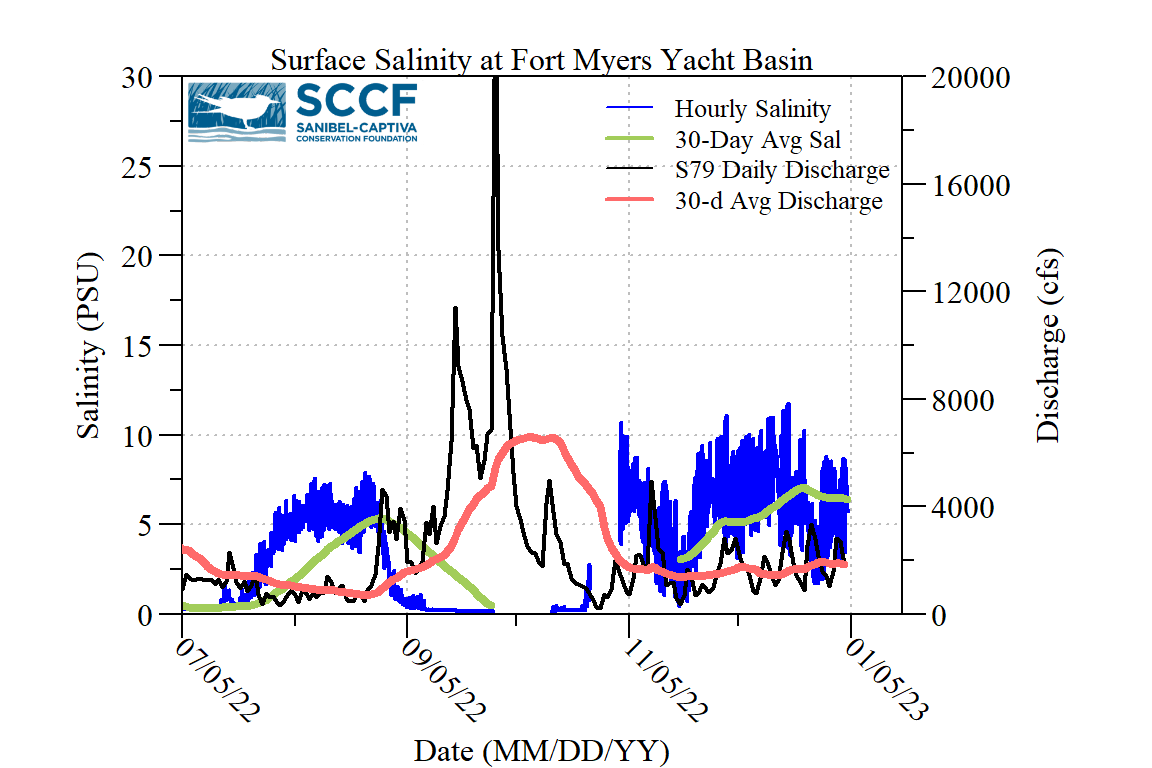 Surface Salinity at Fort Myers Yacht Basin
SCCF
SANIBEL-CAPTIVA
CONSERVATION FOUNDATION
Hourly Salinity
30-Day Avg Sal
S79 Daily Discharge
30-d Avg Discharge
Salinity (PSU)
30
25
20
15
10
5
0
20000
16000
12000
8000
4000
0
Discharge (cfs)
07/05/22
09/05/22
11/05/22
01/05/23
Date (MM/DD/YY)